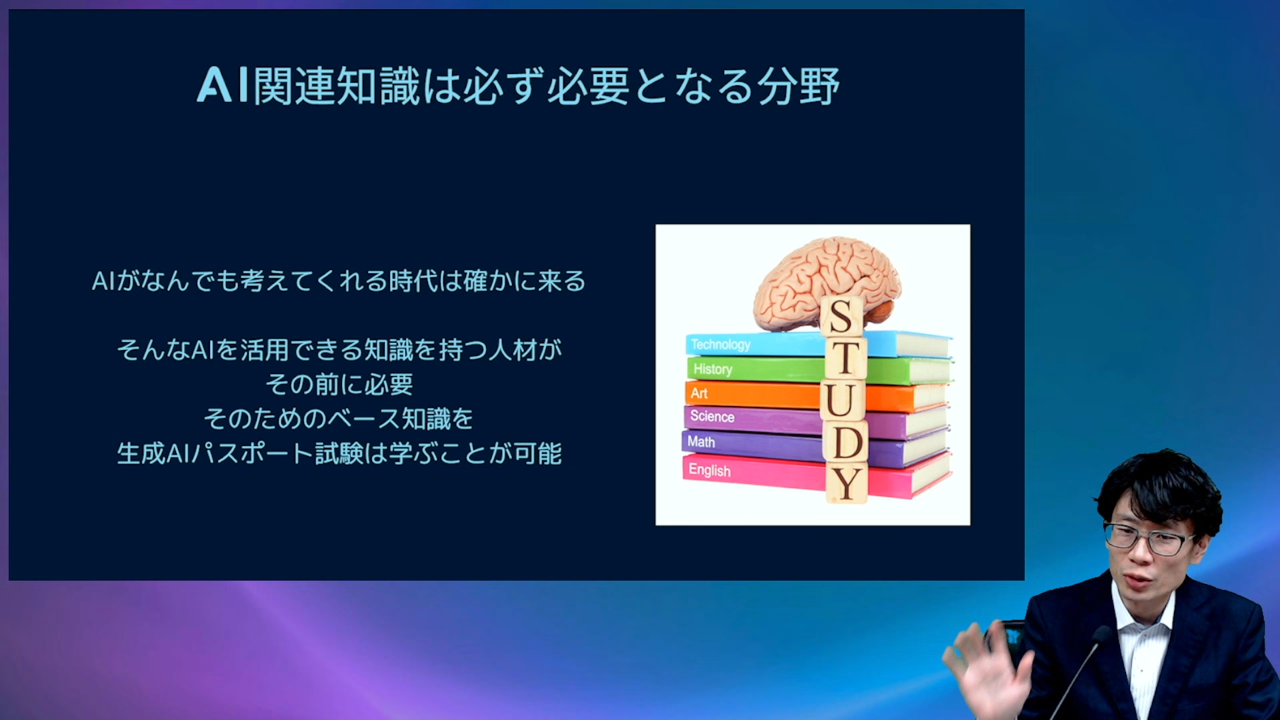 AI関連知識は必ず必要となる分野
AIがなんでも考えてくれる時代は確かに来る
そんなAIを活用できる知識を持つ人材が
その前に必要
そのためのベース知識を
生成AIパスポート試験は学ぶことが可能
STUDY
Technology
History
Art
Science
Math
English